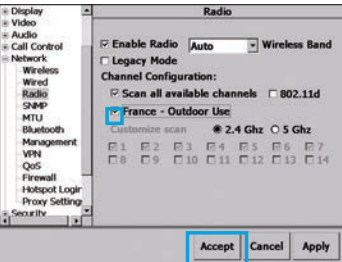 Display
Video
Audio
Call Control
Network
Wireless
Wired
Radio
SNMP
MTU
Bluetooth
Management
VPN
QoS
Firewall
Hotspot Login
Proxy Setting
Security
Radio
Enable Radio Auto Wireless Band
Legacy Mode
Channel Configuration:
Scan all available channels 802.11d
France - Outdoor Use
Customize scan 2.4 Ghz 5 Ghz
1 2 3 4 5 6 7
8 9 10 11 12 13 14
Accept Cancel Apply